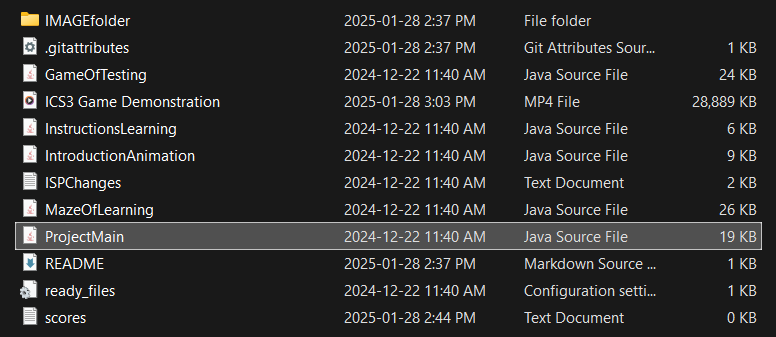 IMAGEfolder 2025-01-28 2:37 PM File folder
.gitattributes 2025-01-28 2:37 PM Git Attributes Sour... 1 KB
GameOfTesting 2024-12-22 11:40 AM Java Source File 24 KB
ICS3 Game Demonstration 2025-01-28 3:03 PM MP4 File 28,889 KB
InstructionsLearning 2024-12-22 11:40 AM Java Source File 6 KB
IntroductionAnimation 2024-12-22 11:40 AM Java Source File 9 KB
ISPChanges 2024-12-22 11:40 AM Text Document 2 KB
MazeOfLearning 2024-12-22 11:40 AM Java Source File 26 KB
ProjectMain 2024-12-22 11:40 AM Java Source File 19 KB
README 2025-01-28 2:37 PM Markdown Source ... 1 KB
ready_files 2024-12-22 11:40 AM Configuration setti... 1 KB
scores 2025-01-28 2:44 PM Text Document 0 KB